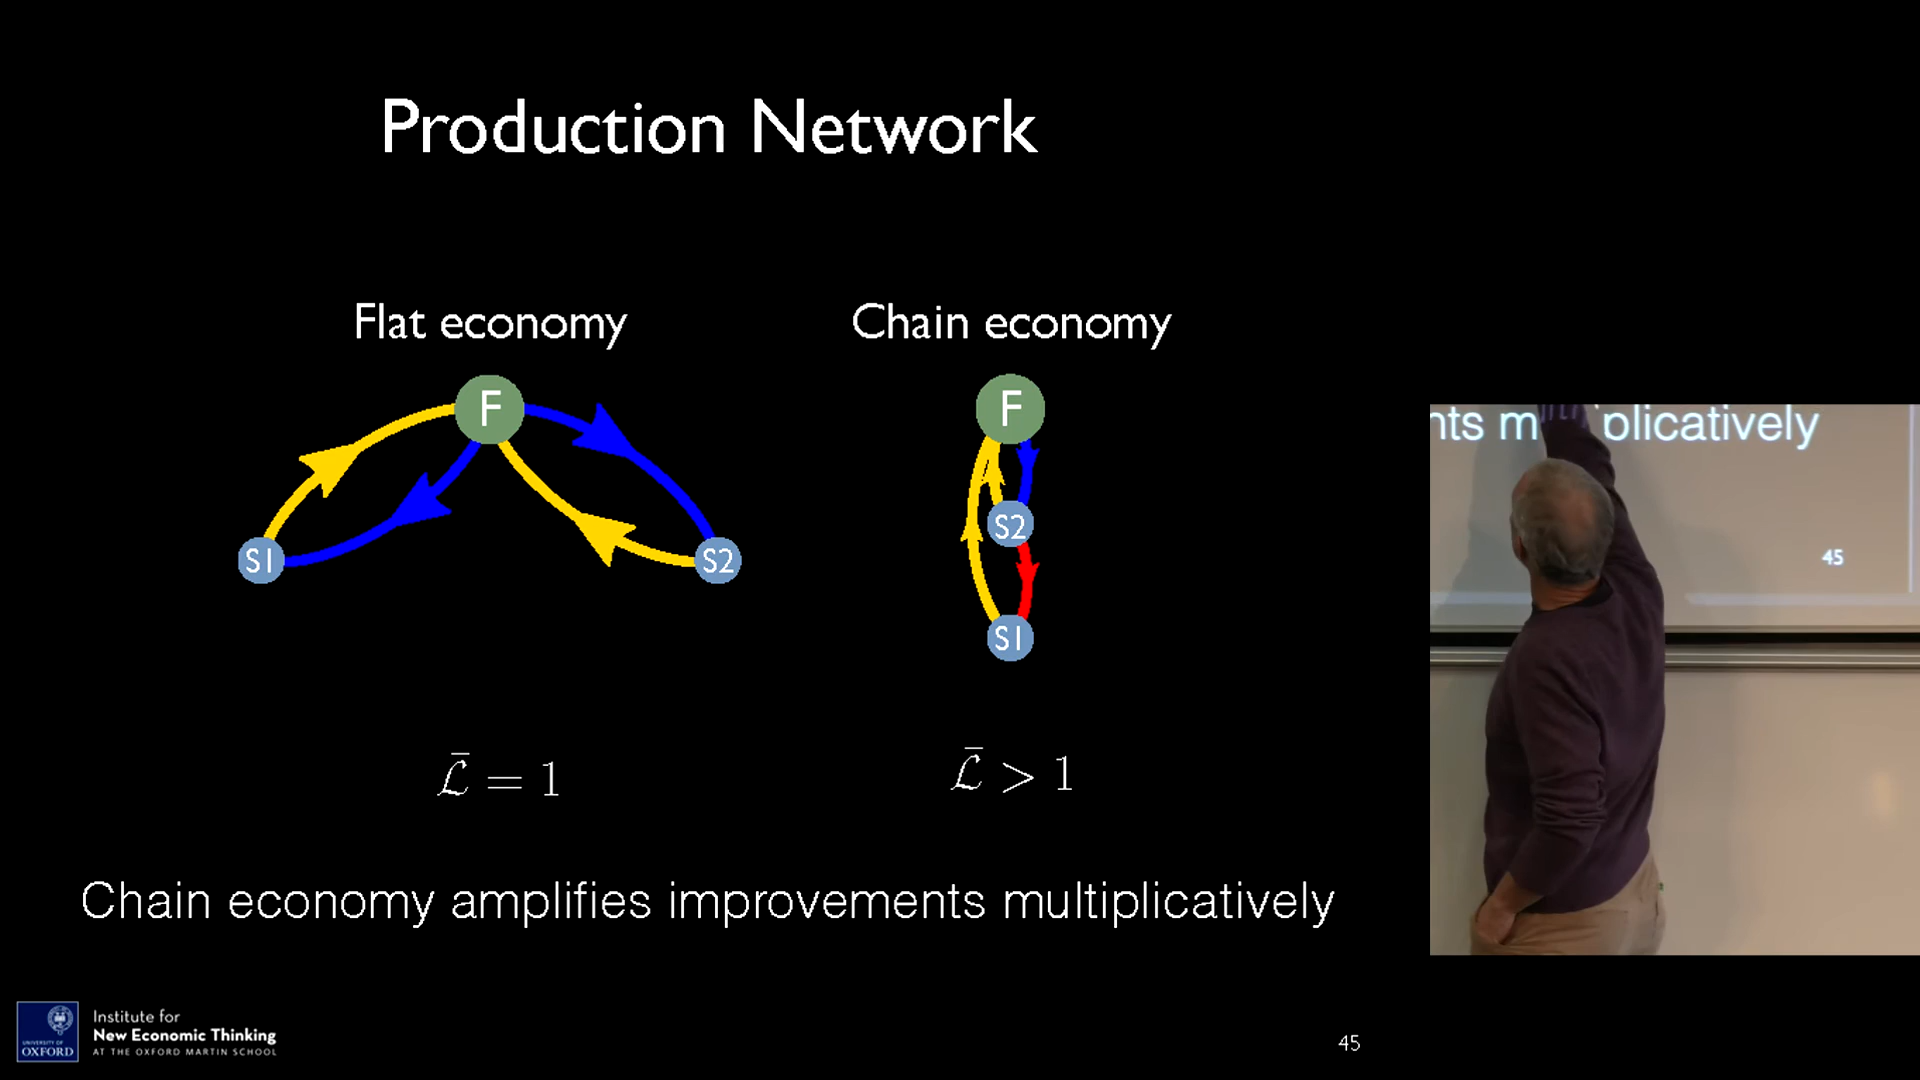 Production Network
Flat economy
Chain economy
F
S1
S2
F
S2
S1
𝓛̄ = 1
𝓛̄ > 1
Chain economy amplifies improvements multiplicatively
nts m plicatively
45
UNIVERSITY OF
OXFORD
Institute for
New Economic Thinking
AT THE OXFORD MARTIN SCHOOL
45